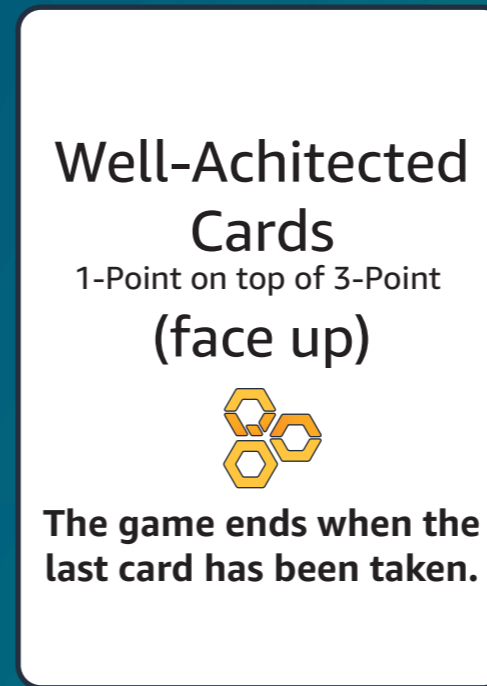 Well-Achitected
Cards
1-Point on top of 3-Point
(face up)
The game ends when the
last card has been taken.